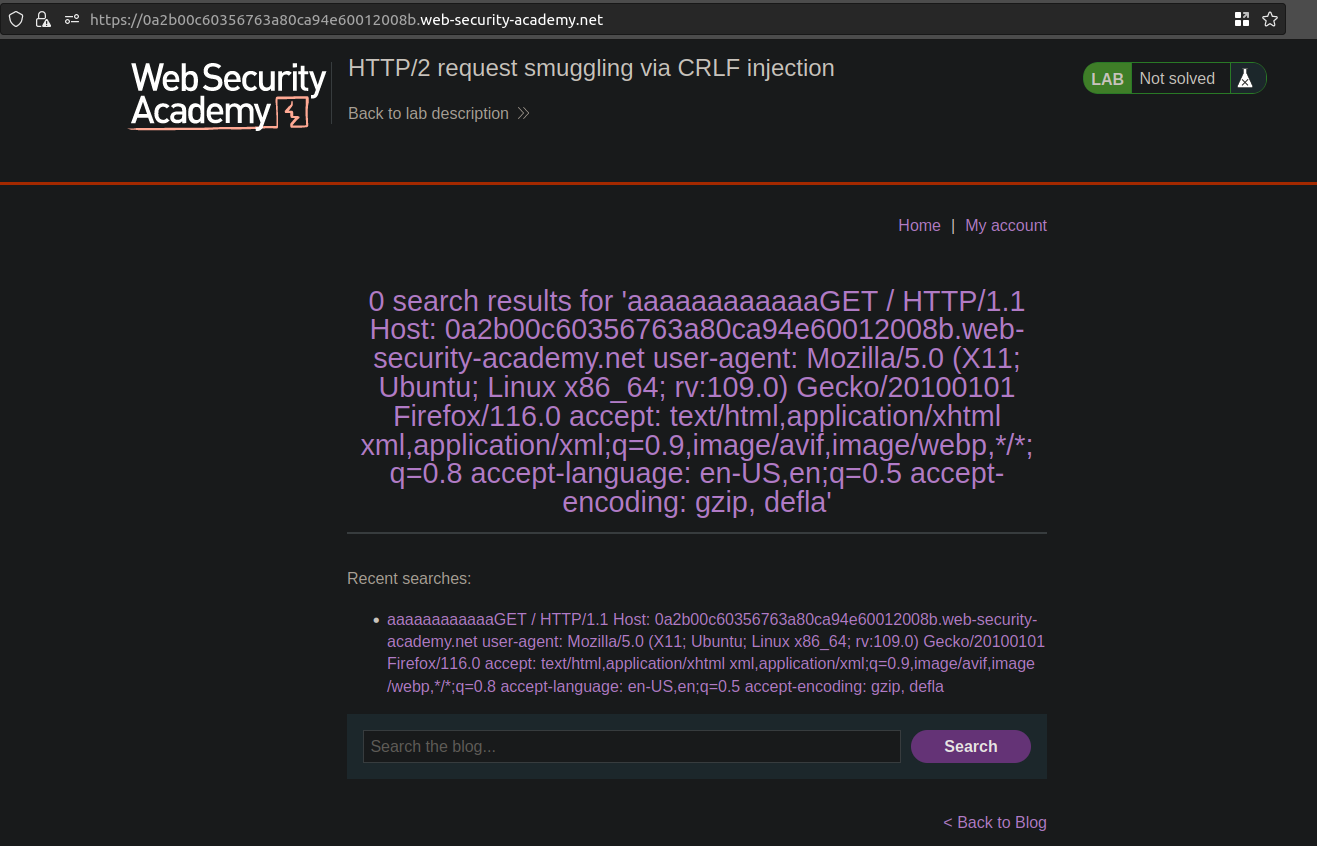 https://0a2b00c60356763a80ca94e60012008b.web-security-academy.net
WebSecurity
Academy
HTTP/2 request smuggling via CRLF injection
Back to lab description
LAB Not solved
Home | My account
0 search results for 'aaaaaaaaaaaaGET / HTTP/1.1
Host: 0a2b00c60356763a80ca94e60012008b.web-
security-academy.net user-agent: Mozilla/5.0 (X11;
Ubuntu; Linux x86_64; rv:109.0) Gecko/20100101
Firefox/116.0 accept: text/html,application/xhtml
xml,application/xml;q=0.9,image/avif,image/webp,*/*;
q=0.8 accept-language: en-US,en;q=0.5 accept-
encoding: gzip, defla'
Recent searches:
• aaaaaaaaaaaaGET / HTTP/1.1 Host: 0a2b00c60356763a80ca94e60012008b.web-security-
academy.net user-agent: Mozilla/5.0 (X11; Ubuntu; Linux x86_64; rv:109.0) Gecko/20100101
Firefox/116.0 accept: text/html,application/xhtml xml,application/xml;q=0.9,image/avif,image
/webp,*/*;q=0.8 accept-language: en-US,en;q=0.5 accept-encoding: gzip, defla
Search the blog...
Search
< Back to Blog